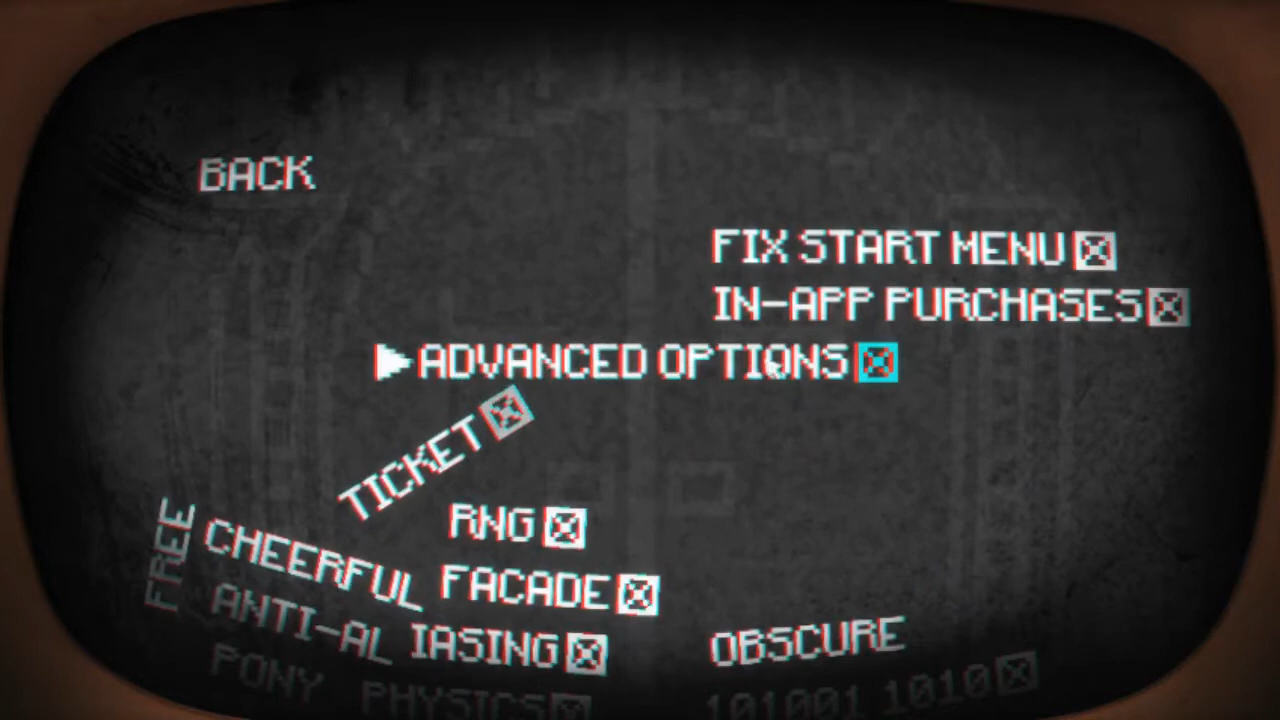 BACK
FIX START MENU
IN-APP PURCHASES
ADVANCED OPTIONS
TICKET
RNG
FREE
CHEERFUL FACADE
ANTI-AL IASING
OBSCURE
PONY PHYSICS
101001 1010